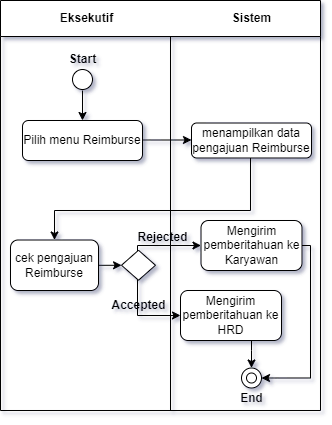 Eksekutif
Sistem
Start
Pilih menu Reimburse
menampilkan data
pengajuan Reimburse
cek pengajuan
Reimburse
Rejected
Mengirim
pemberitahuan ke
Karyawan
Accepted
Mengirim
pemberitahuan ke
HRD
End